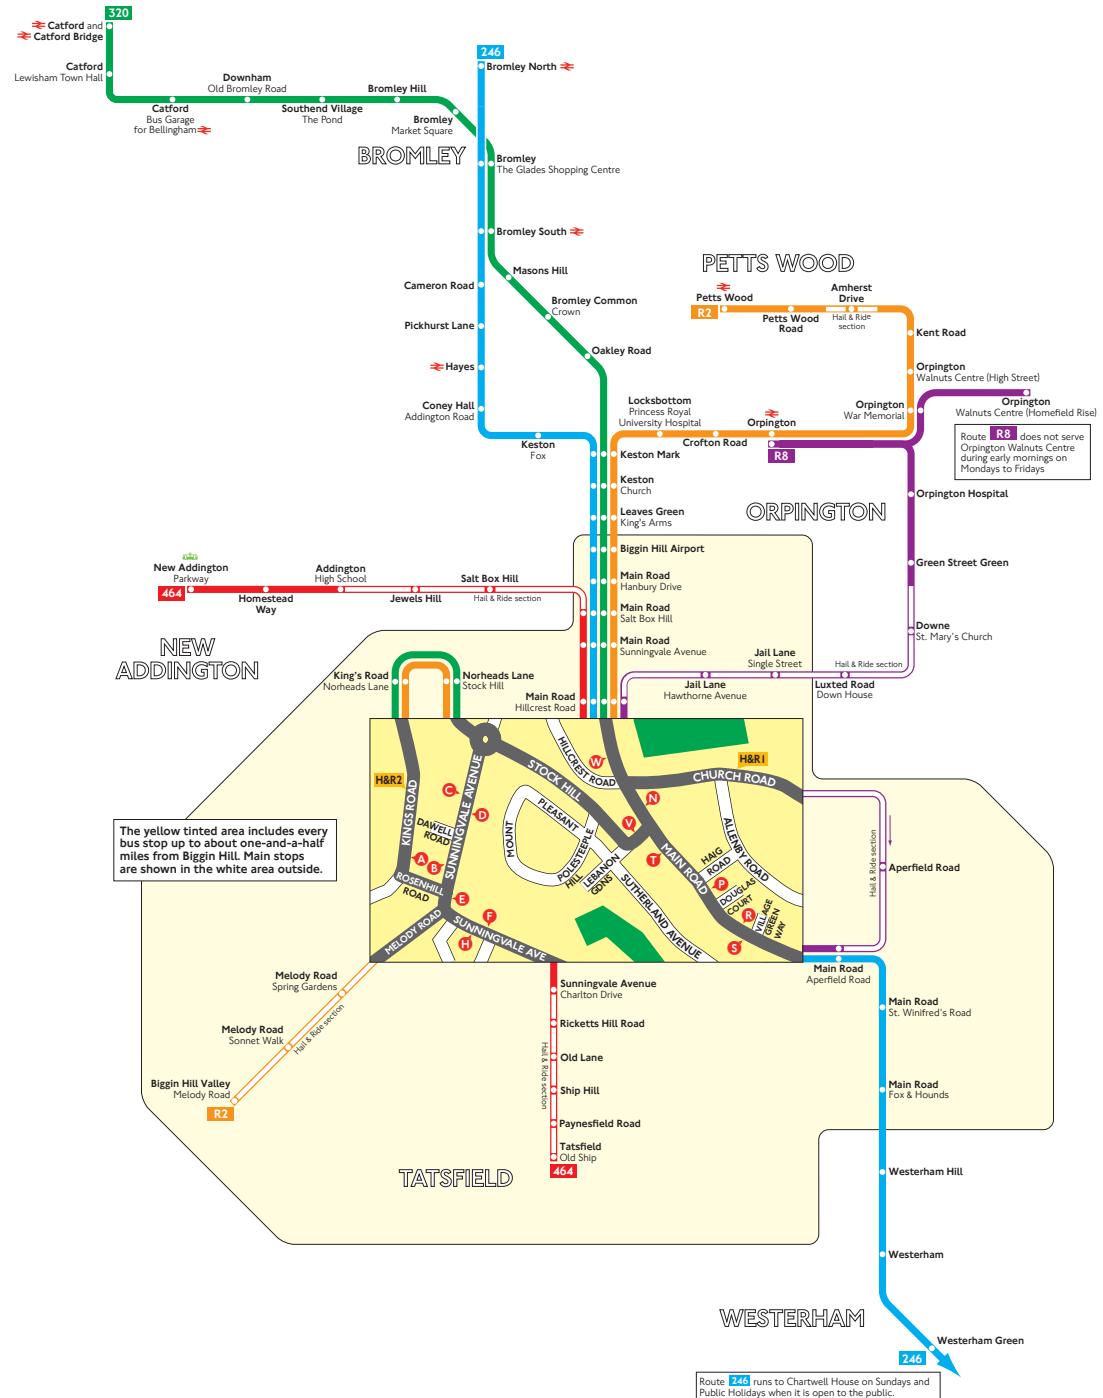 320
Catford and
Catford Bridge
Catford
Lewisham Town Hall
Catford
Bus Garage
for Bellingham
Downham
Old Bromley Road
Southend Village
The Pond
Bromley Hill
Bromley
Market Square
246
Bromley North
BROMLEY
Bromley
The Glades Shopping Centre
Bromley South
Masons Hill
Cameron Road
Bromley Common
Crown
Pickhurst Lane
Oakley Road
Hayes
Coney Hall
Addington Road
Keston
Fox
PETTS WOOD
Petts Wood
R2
Petts Wood
Road
Amherst
Drive
Hail & Ride
section
Kent Road
Orpington
Walnuts Centre (High Street)
Orpington
War Memorial
Orpington
Walnuts Centre (Homefield Rise)
Locksbottom
Princess Royal
University Hospital
Crofton Road
Orpington
R8
Route R8 does not serve
Orpington Walnuts Centre
during early mornings on
Mondays to Fridays
Keston Mark
Keston
Church
Leaves Green
King's Arms
ORPINGTON
Orpington Hospital
Biggin Hill Airport
Green Street Green
New Addington
Parkway
464
Homestead
Way
Addington
High School
Jewels Hill
Salt Box Hill
Hail & Ride section
Main Road
Hanbury Drive
Main Road
Salt Box Hill
Main Road
Sunningvale Avenue
Downe
St. Mary's Church
NEW
ADDINGTON
King's Road
Norheads Lane
Norheads Lane
Stock Hill
Main Road
Hillcrest Road
Jail Lane
Hawthorne Avenue
Jail Lane
Single Street
Hail & Ride section
Luxted Road
Down House
HILLCREST ROAD
W
STOCK HILL
H&R1
CHURCH ROAD
H&R2
KINGS ROAD
SUNNINGVALE AVENUE
C
D
N
V
T
MOUNT
PLEASANT
POLESTEEPLE
HILL
LEBANON
GDNS
DAWELL
ROAD
A
B
ROSENHILL
ROAD
E
F
H
MELODY ROAD
SUNNINGVALE AVE
SUTHERLAND AVENUE
MAIN ROAD
HAIG
ROAD
ALLENBY ROAD
P
DOUGLAS
COURT
R
VILLAGE
GREEN
WAY
S
The yellow tinted area includes every
bus stop up to about one-and-a-half
miles from Biggin Hill. Main stops
are shown in the white area outside.
Hail & Ride section
Aperfield Road
Main Road
Aperfield Road
Melody Road
Spring Gardens
Melody Road
Sonnet Walk
Hail & Ride section
Biggin Hill Valley
Melody Road
R2
Sunningvale Avenue
Charlton Drive
Ricketts Hill Road
Old Lane
Hail & Ride section
Ship Hill
Paynesfield Road
Tatsfield
Old Ship
464
TATSFIELD
Main Road
St. Winifred's Road
Main Road
Fox & Hounds
Westerham Hill
Westerham
WESTERHAM
Westerham Green
246
Route 246 runs to Chartwell House on Sundays and
Public Holidays when it is open to the public.